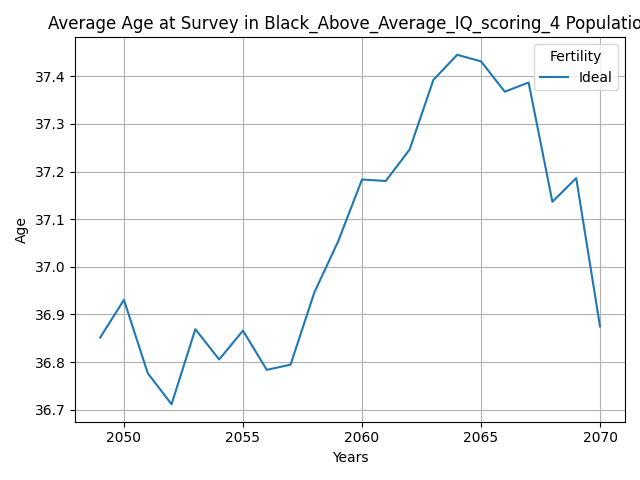 Average Age at Survey in Black_Above_Average_IQ_scoring_4 Populatio
Fertility
Ideal
37.4
37.3
37.2
37.1
37.0
36.9
36.8
36.7
Age
2050 2055 2060 2065 2070
Years